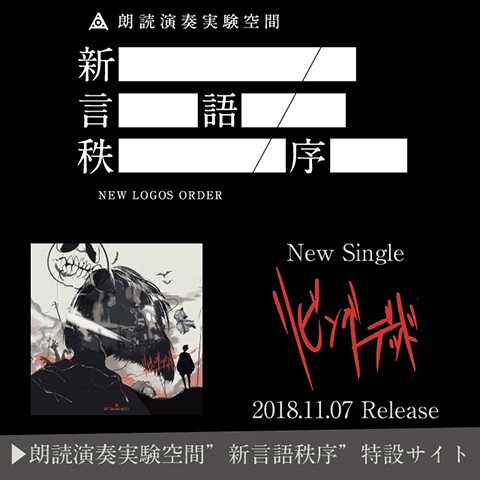 朗読演奏実験空間
新
言 語
秩 序
NEW LOGOS ORDER
New Single
リビングデッド
2018.11.07 Release
▶朗読演奏実験空間”新言語秩序”特設サイト